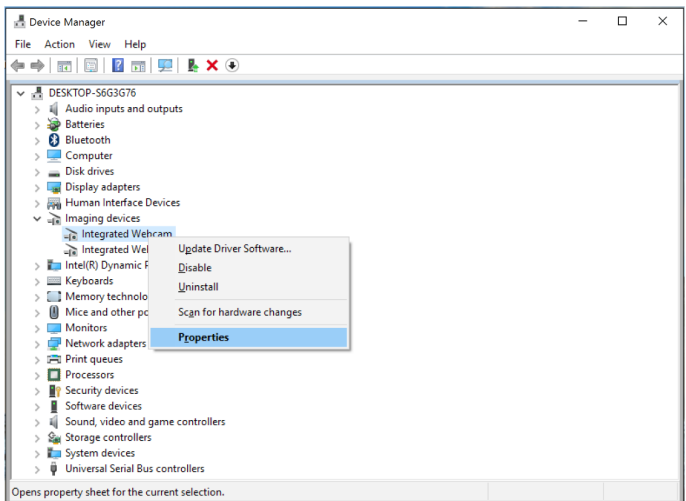 Device Manager
File Action View Help
DESKTOP-S6G3G76
Audio inputs and outputs
Batteries
Bluetooth
Computer
Disk drives
Display adapters
Human Interface Devices
Imaging devices
Integrated Webcam
Integrated Wel
Update Driver Software...
Intel(R) Dynamic P
Disable
Keyboards
Uninstall
Memory technolo
Mice and other po
Scan for hardware changes
Monitors
Network adapters
Properties
Print queues
Processors
Security devices
Software devices
Sound, video and game controllers
Storage controllers
System devices
Universal Serial Bus controllers
Opens property sheet for the current selection.